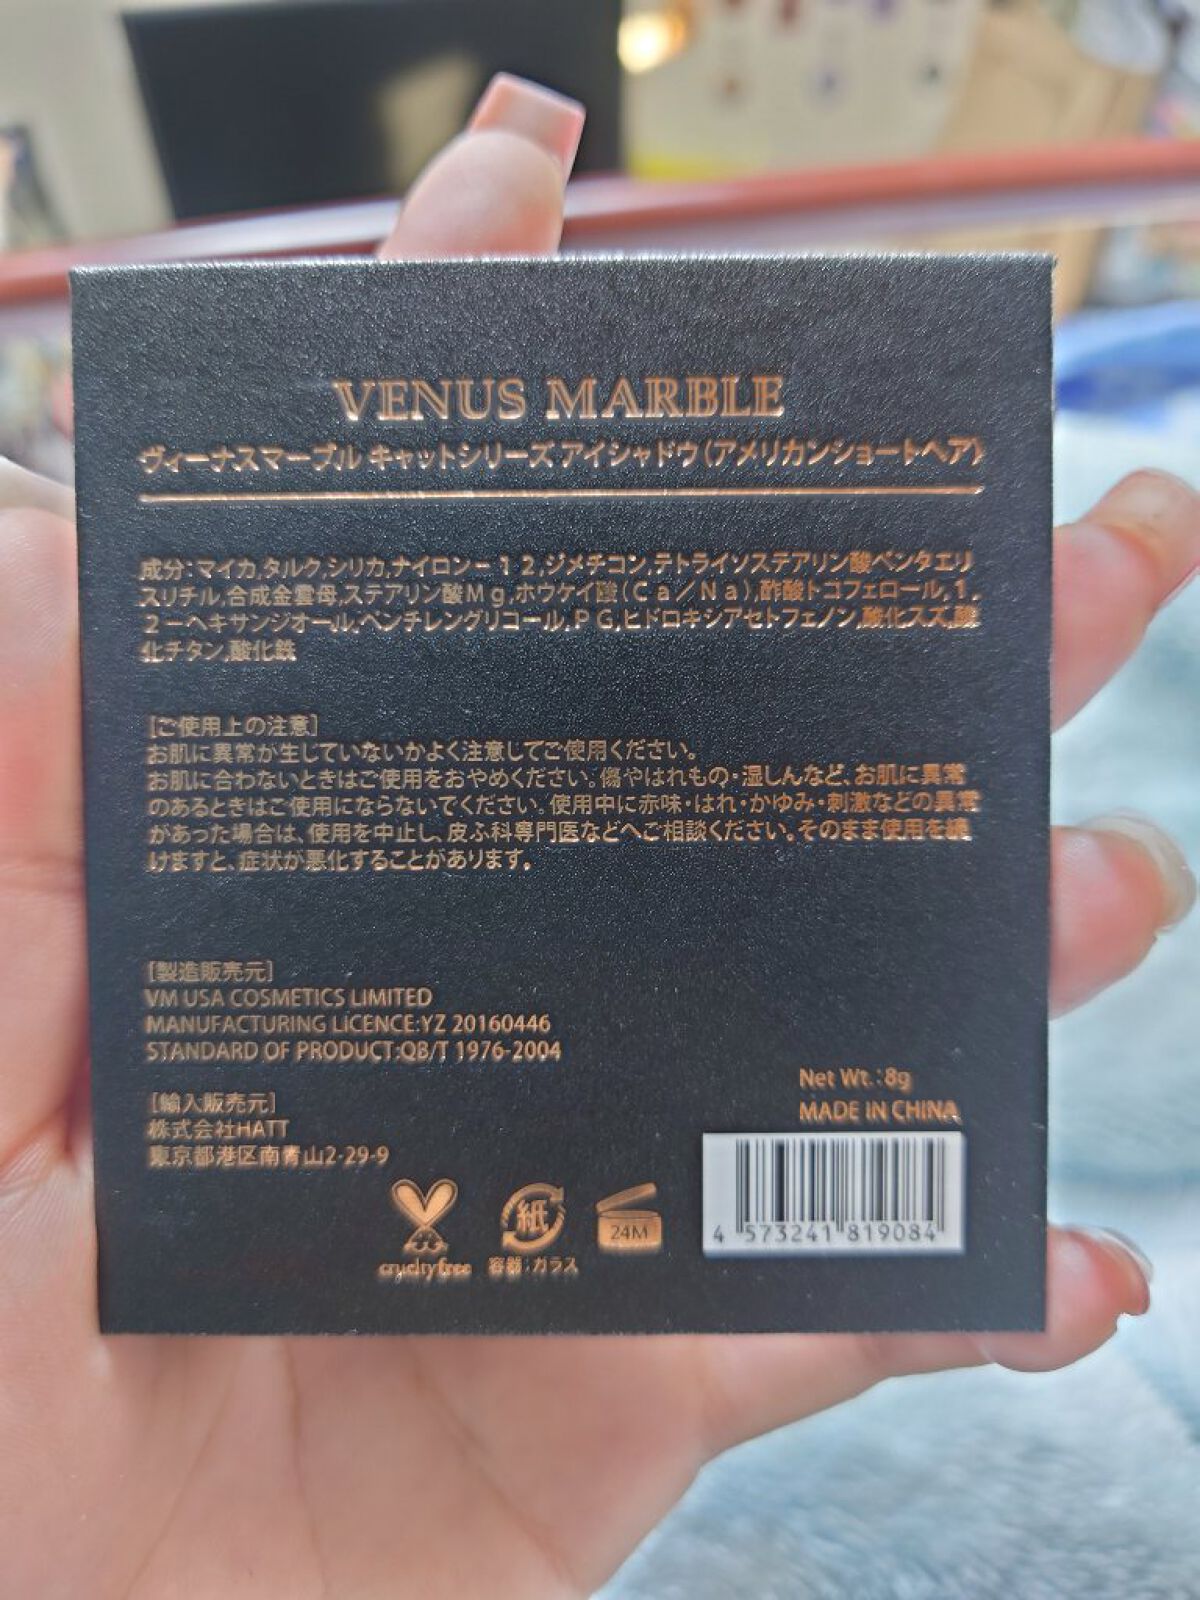 VENUS MARBLE
ヴィーナスマーブル キャットシリーズ アイシャドウ(アメリカンショートヘア)
成分:マイカ,タルク,シリカ,ナイロン－１２,ジメチコン,テトライソステアリン酸ペンタエリ
スリチル,合成金雲母,ステアリン酸Ｍｇ,ホウケイ酸(Ｃａ／Ｎａ),酢酸トコフェロール,１,
２－ヘキサンジオール,ペンチレングリコール,ＰＧ,ヒドロキシアセトフェノン,酸化スズ,酸
化チタン,酸化鉄
[ご使用上の注意]
お肌に異常が生じていないかよく注意してご使用ください。
お肌に合わないときはご使用をおやめください。傷やはれもの・湿しんなど、お肌に異常
のあるときはご使用にならないでください。使用中に赤味・はれ・かゆみ・刺激などの異常
があった場合は、使用を中止し、皮ふ科専門医などへご相談ください。そのまま使用を続
けますと、症状が悪化することがあります。
[製造販売元]
VM USA COSMETICS LIMITED
MANUFACTURING LICENCE:YZ 20160446
STANDARD OF PRODUCT:QB/T 1976-2004
[輸入販売元]
株式会社HATT
東京都港区南青山2-29-9
Net Wt.:8g
MADE IN CHINA
4 573241 819084
紙
24M
crueltyfree
容器:ガラス